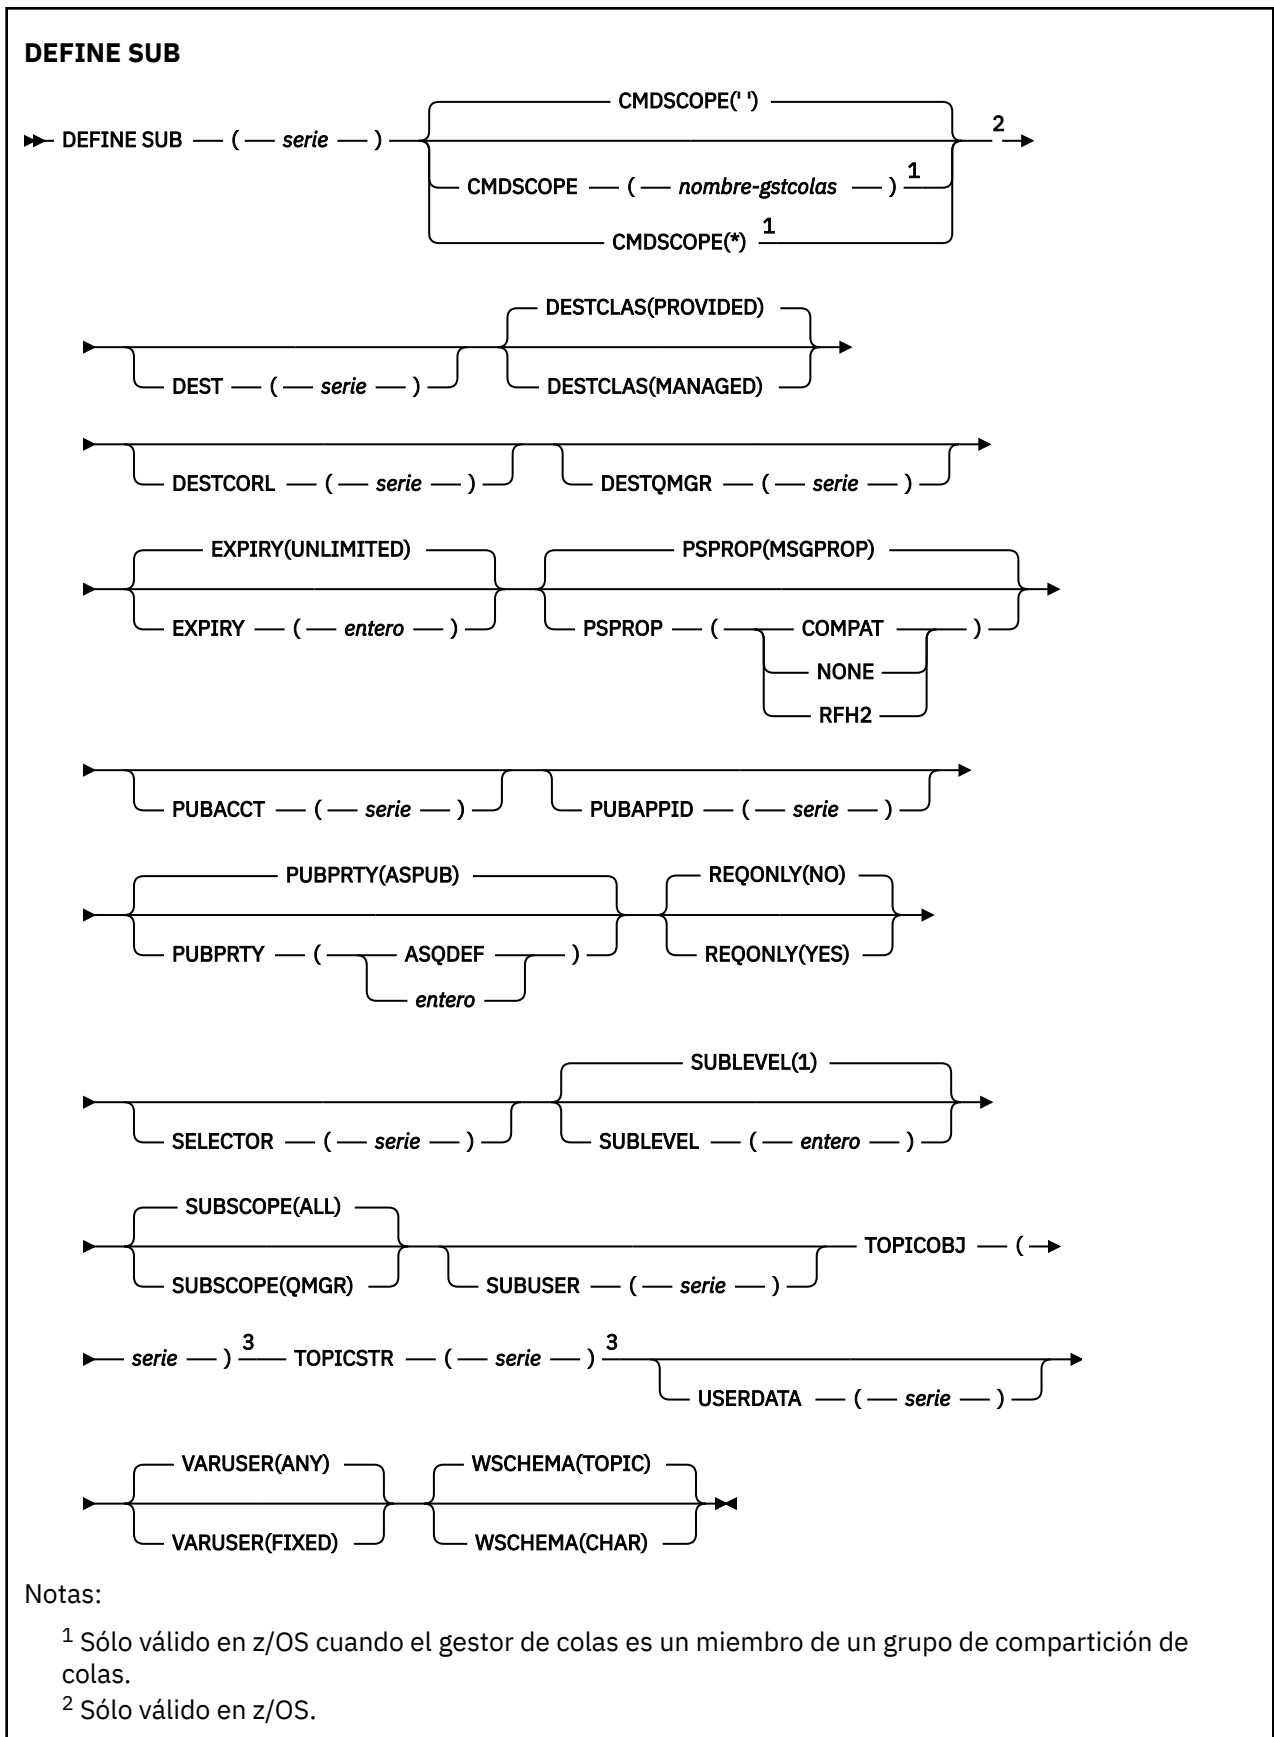 DEFINE SUB
CMDSCOPE(' ')
DEFINE SUB ( serie ) 2
CMDSCOPE ( nombre-gstcolas ) 1
CMDSCOPE(*) 1
DESTCLAS(PROVIDED)
DEST ( serie ) DESTCLAS(MANAGED)
DESTCORL ( serie ) DESTQMGR ( serie )
EXPIRY(UNLIMITED) PSPROP(MSGPROP)
EXPIRY ( entero ) PSPROP ( COMPAT )
NONE
RFH2
PUBACCT ( serie ) PUBAPPID ( serie )
PUBPRTY(ASPUB) REQONLY(NO)
PUBPRTY ( ASQDEF ) REQONLY(YES)
entero
SUBLEVEL(1)
SELECTOR ( serie ) SUBLEVEL ( entero )
SUBSCOPE(ALL)
TOPICOBJ (
SUBSCOPE(QMGR) SUBUSER ( serie )
serie ) 3 TOPICSTR ( serie ) 3
USERDATA ( serie )
VARUSER(ANY) WSCHEMA(TOPIC)
VARUSER(FIXED) WSCHEMA(CHAR)
Notas:
1 Sólo válido en z/OS cuando el gestor de colas es un miembro de un grupo de compartición de
colas.
2 Sólo válido en z/OS.